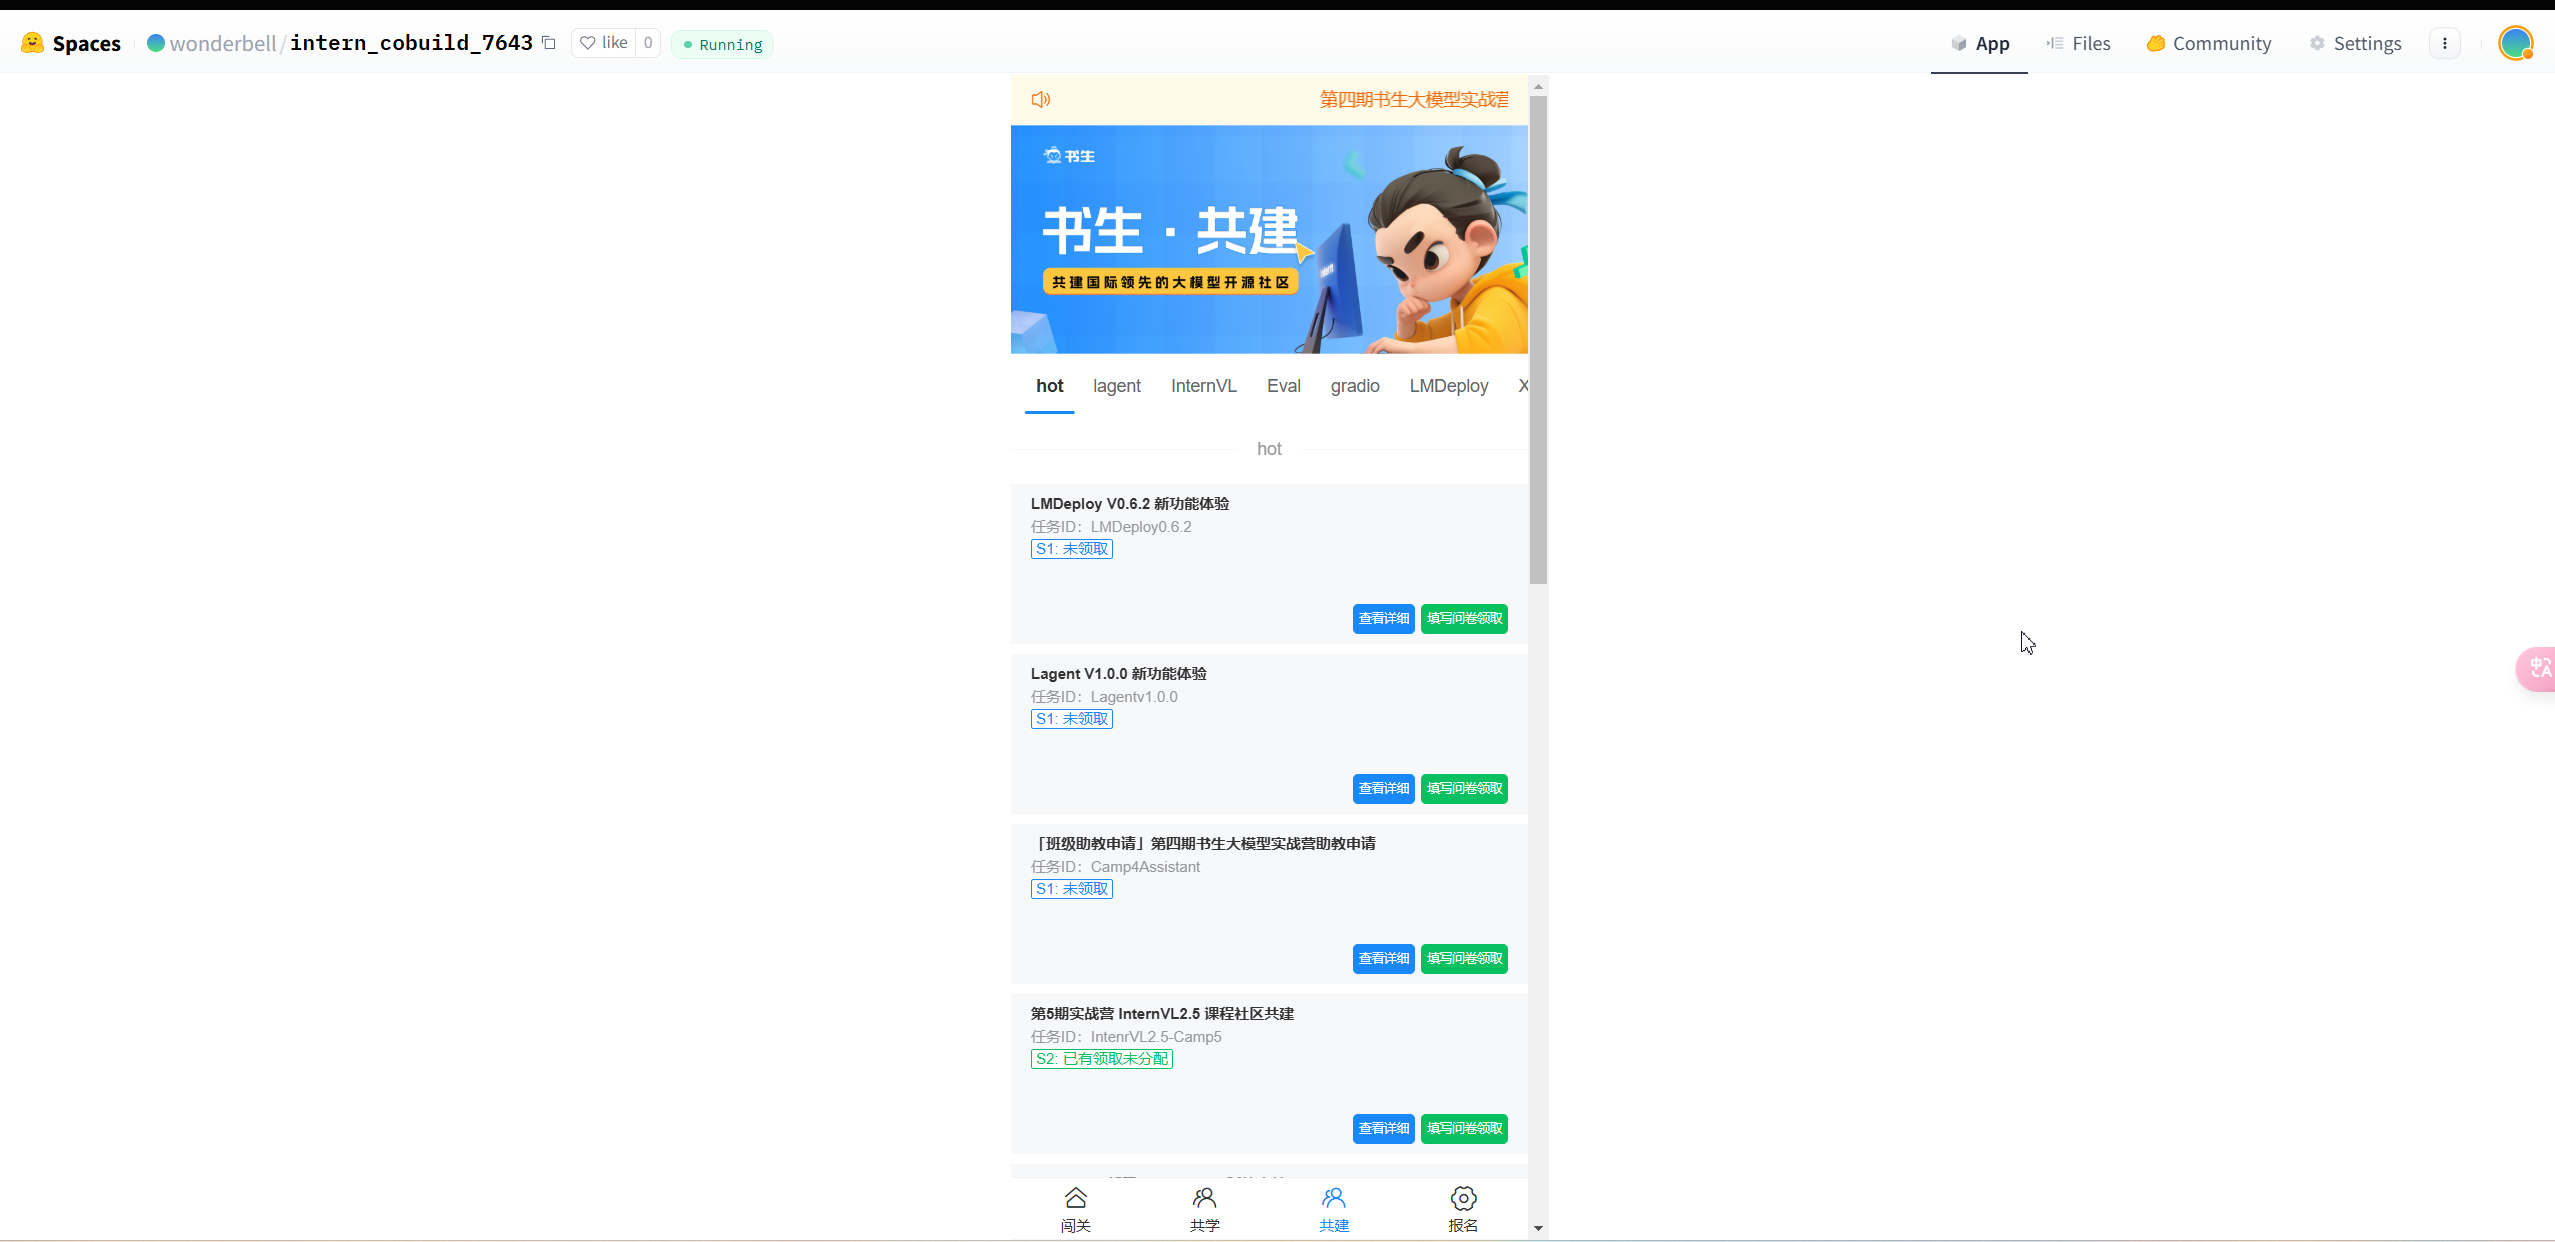 Spaces wonderbell/intern_cobuild_7643 like 0 Running App Files Community Settings
第四期书生大模型实战营
书生
书生·共建
共建国际领先的大模型开源社区
hot lagent InternVL Eval gradio LMDeploy X
hot
LMDeploy V0.6.2 新功能体验
任务ID：LMDeploy0.6.2
S1: 未领取
查看详细 填写问卷领取
Lagent V1.0.0 新功能体验
任务ID：Lagentv1.0.0
S1: 未领取
查看详细 填写问卷领取
「班级助教申请」第四期书生大模型实战营助教申请
任务ID：Camp4Assistant
S1: 未领取
查看详细 填写问卷领取
第5期实战营 InternVL2.5 课程社区共建
任务ID：IntenrVL2.5-Camp5
S2: 已有领取未分配
查看详细 填写问卷领取
闯关 共学 共建 报名